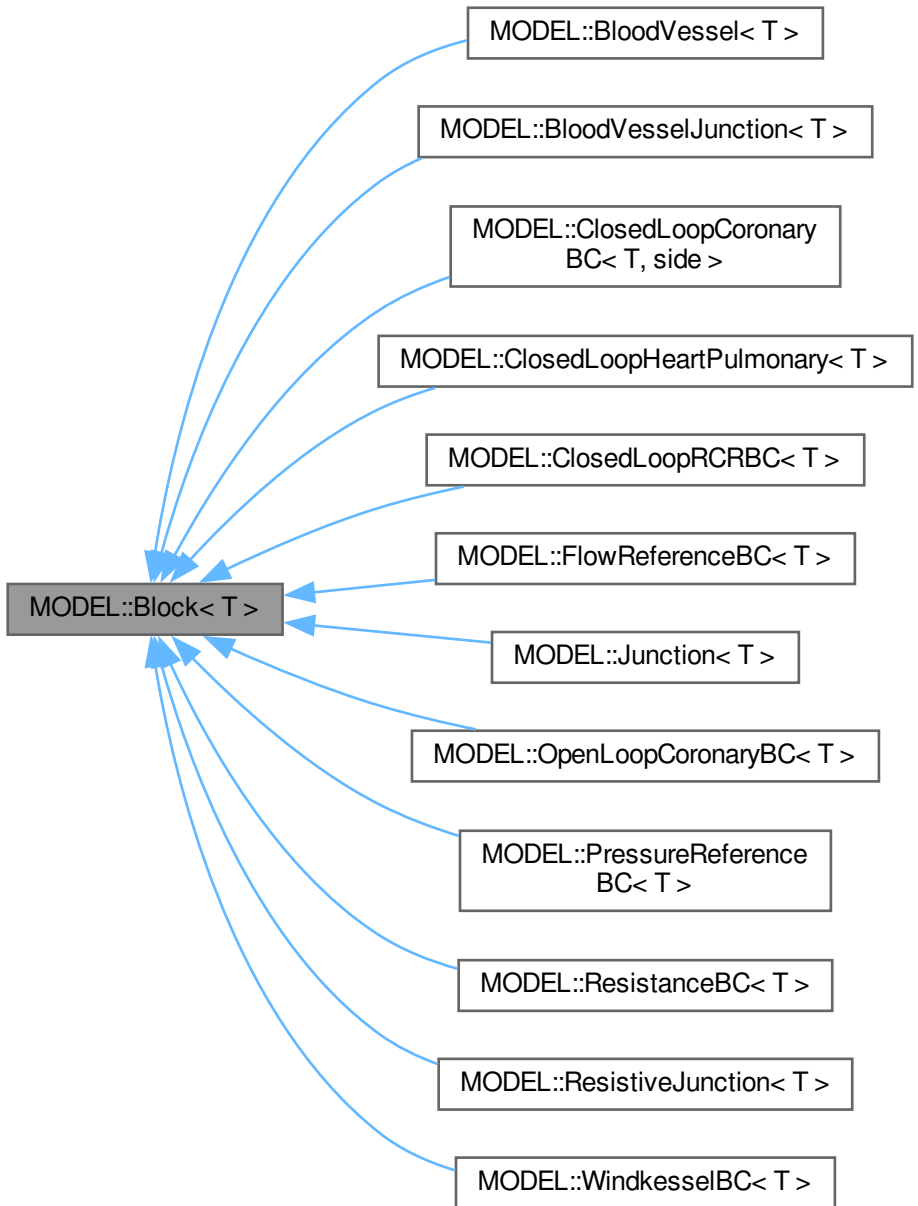 MODEL::BloodVessel< T >
MODEL::BloodVesselJunction< T >
MODEL::ClosedLoopCoronary
BC< T, side >
MODEL::ClosedLoopHeartPulmonary< T >
MODEL::ClosedLoopRCRBC< T >
MODEL::FlowReferenceBC< T >
MODEL::Block< T >
MODEL::Junction< T >
MODEL::OpenLoopCoronaryBC< T >
MODEL::PressureReference
BC< T >
MODEL::ResistanceBC< T >
MODEL::ResistiveJunction< T >
MODEL::WindkesselBC< T >